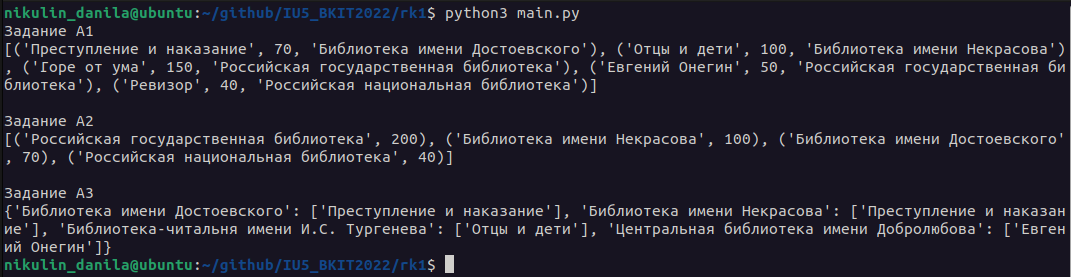 nikulin_danila@ubuntu:~/github/IU5_BKIT2022/rk1$ python3 main.py
Задание А1
[('Преступление и наказание', 70, 'Библиотека имени Достоевского'), ('Отцы и дети', 100, 'Библиотека имени Некрасова')
, ('Горе от ума', 150, 'Российская государственная библиотека'), ('Евгений Онегин', 50, 'Российская государственная би
блиотека'), ('Ревизор', 40, 'Российская национальная библиотека')]

Задание А2
[('Российская государственная библиотека', 200), ('Библиотека имени Некрасова', 100), ('Библиотека имени Достоевского'
, 70), ('Российская национальная библиотека', 40)]

Задание А3
{'Библиотека имени Достоевского': ['Преступление и наказание'], 'Библиотека имени Некрасова': ['Преступление и наказан
ие'], 'Библиотека-читальня имени И.С. Тургенева': ['Отцы и дети'], 'Центральная библиотека имени Добролюбова': ['Евген
ий Онегин']}
nikulin_danila@ubuntu:~/github/IU5_BKIT2022/rk1$